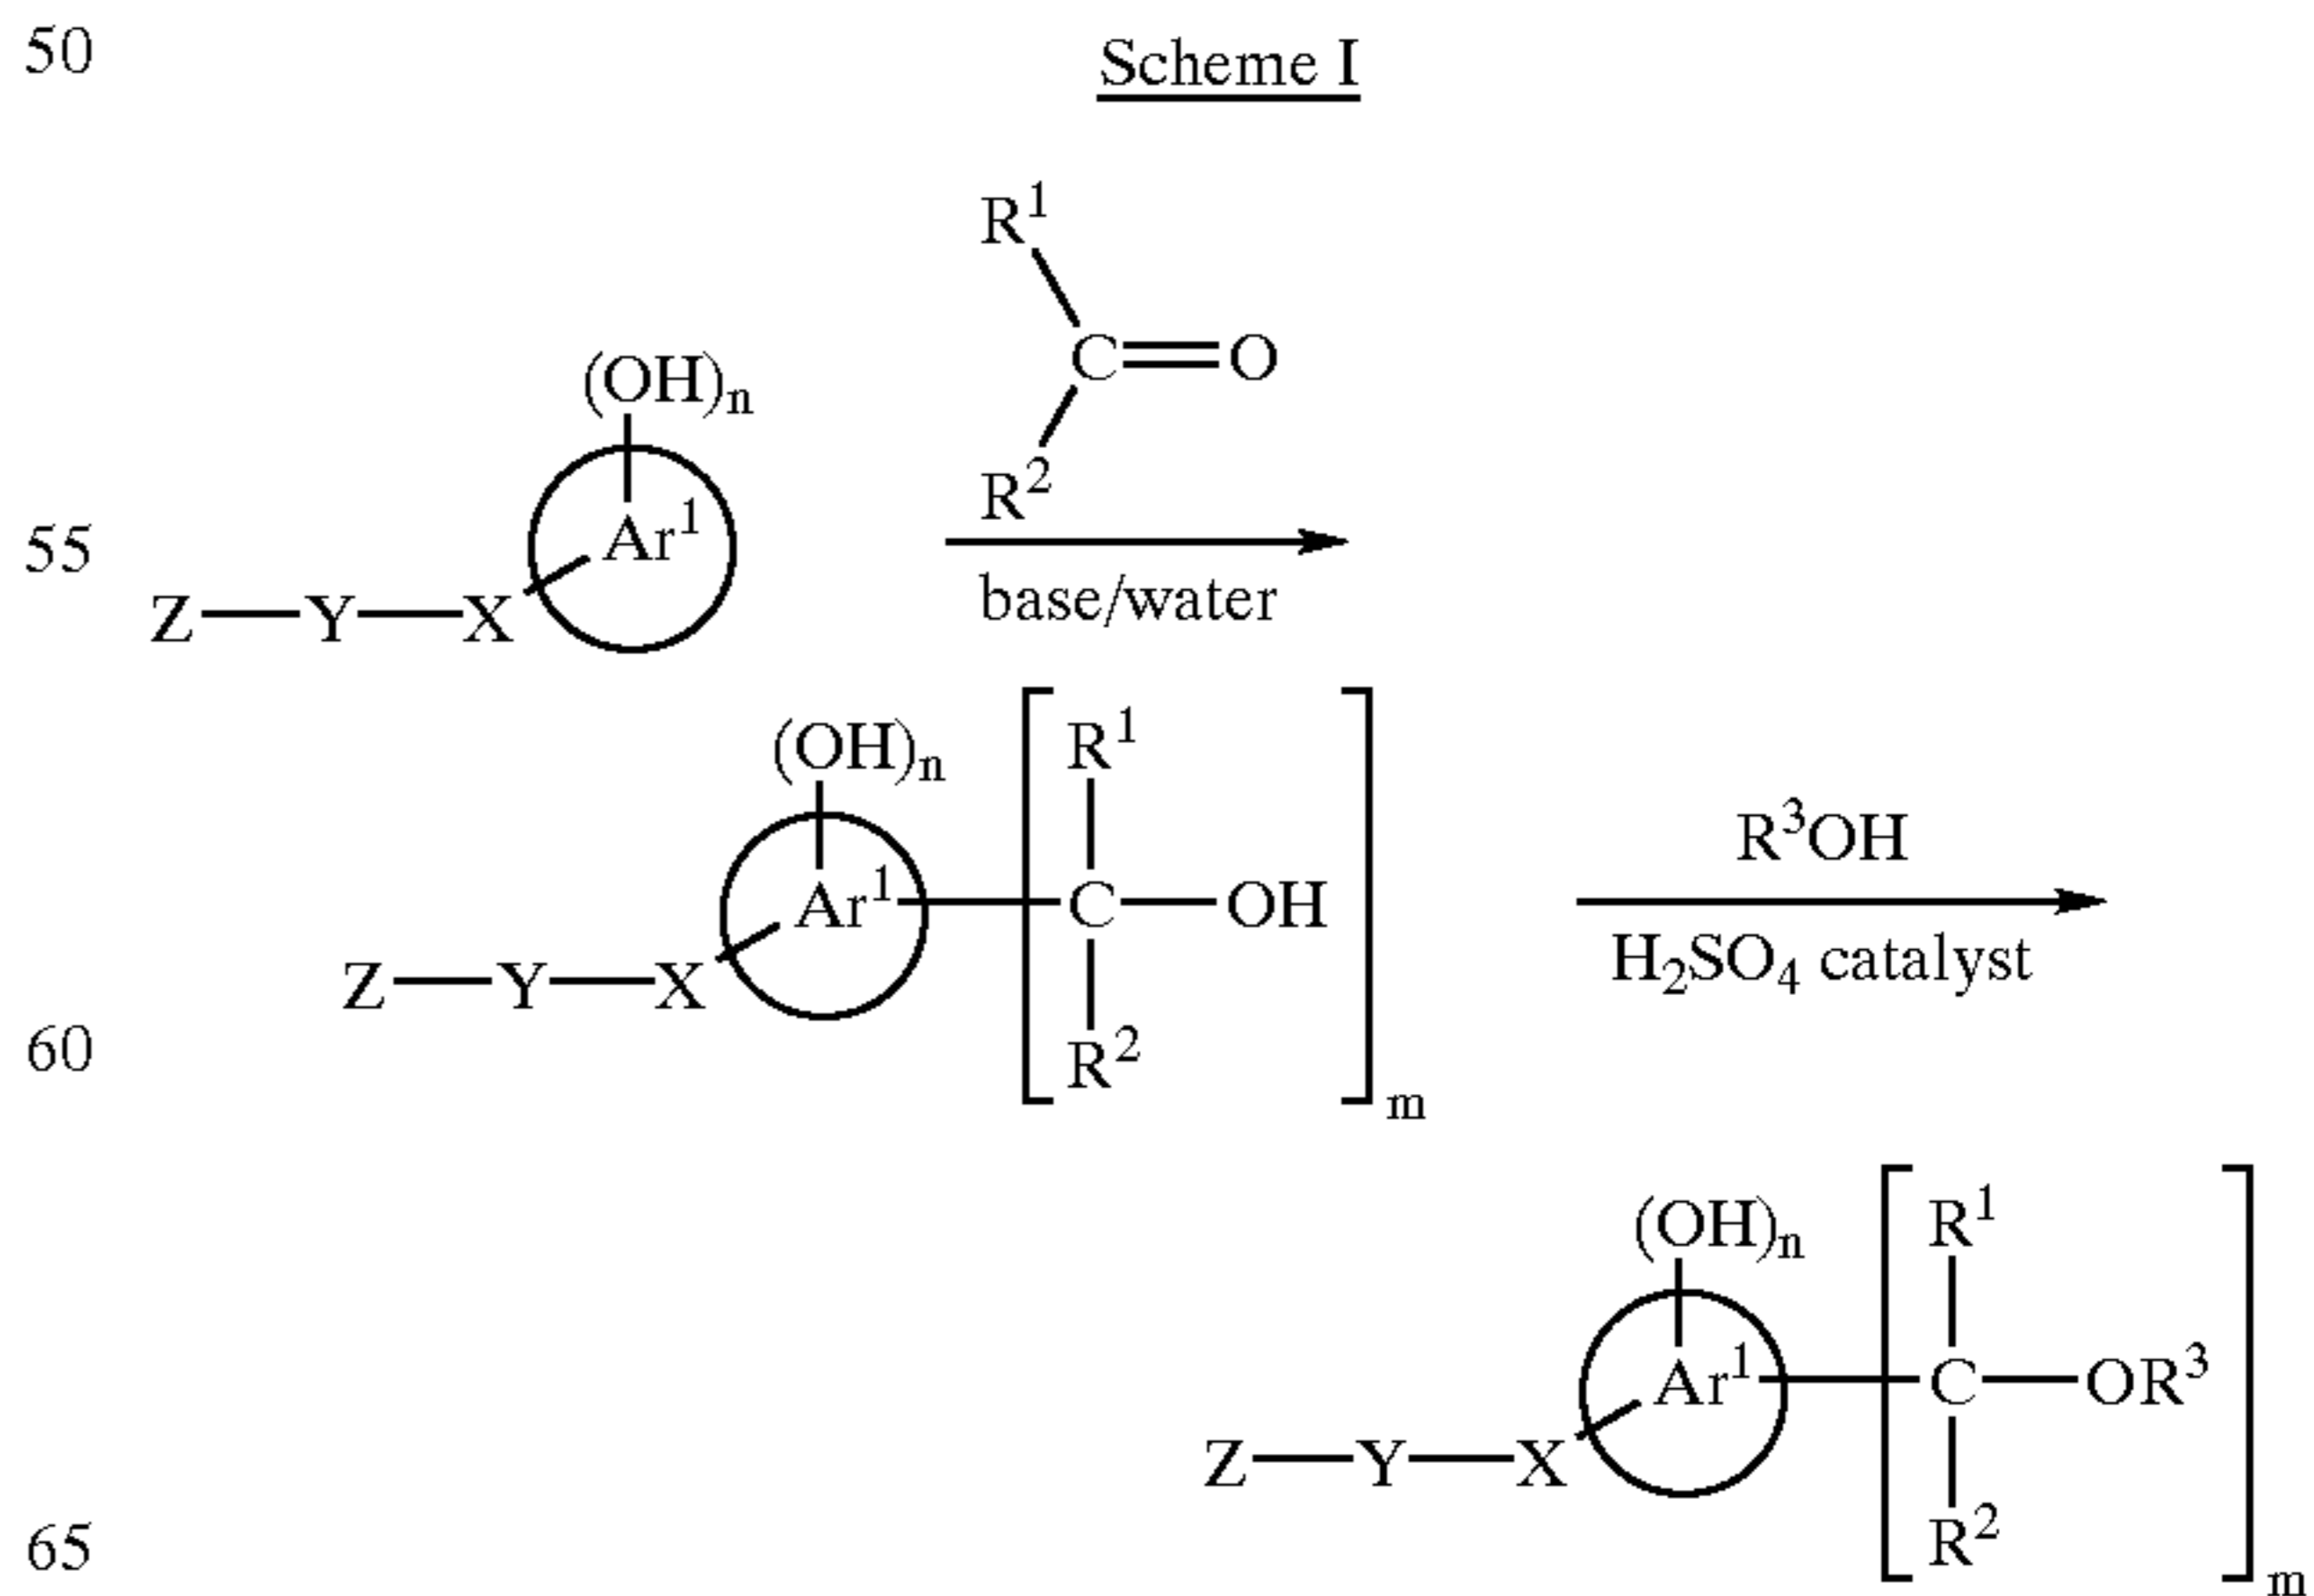 50
Scheme I
R¹
C=O
(OH)ₙ
R²
55
Ar¹
base/water
Z—Y—X
(OH)ₙ
R¹
R³OH
Ar¹—C—OH
H₂SO₄ catalyst
Z—Y—X
60
R²
m
(OH)ₙ
R¹
Ar¹—C—OR³
Z—Y—X
65
R²
m